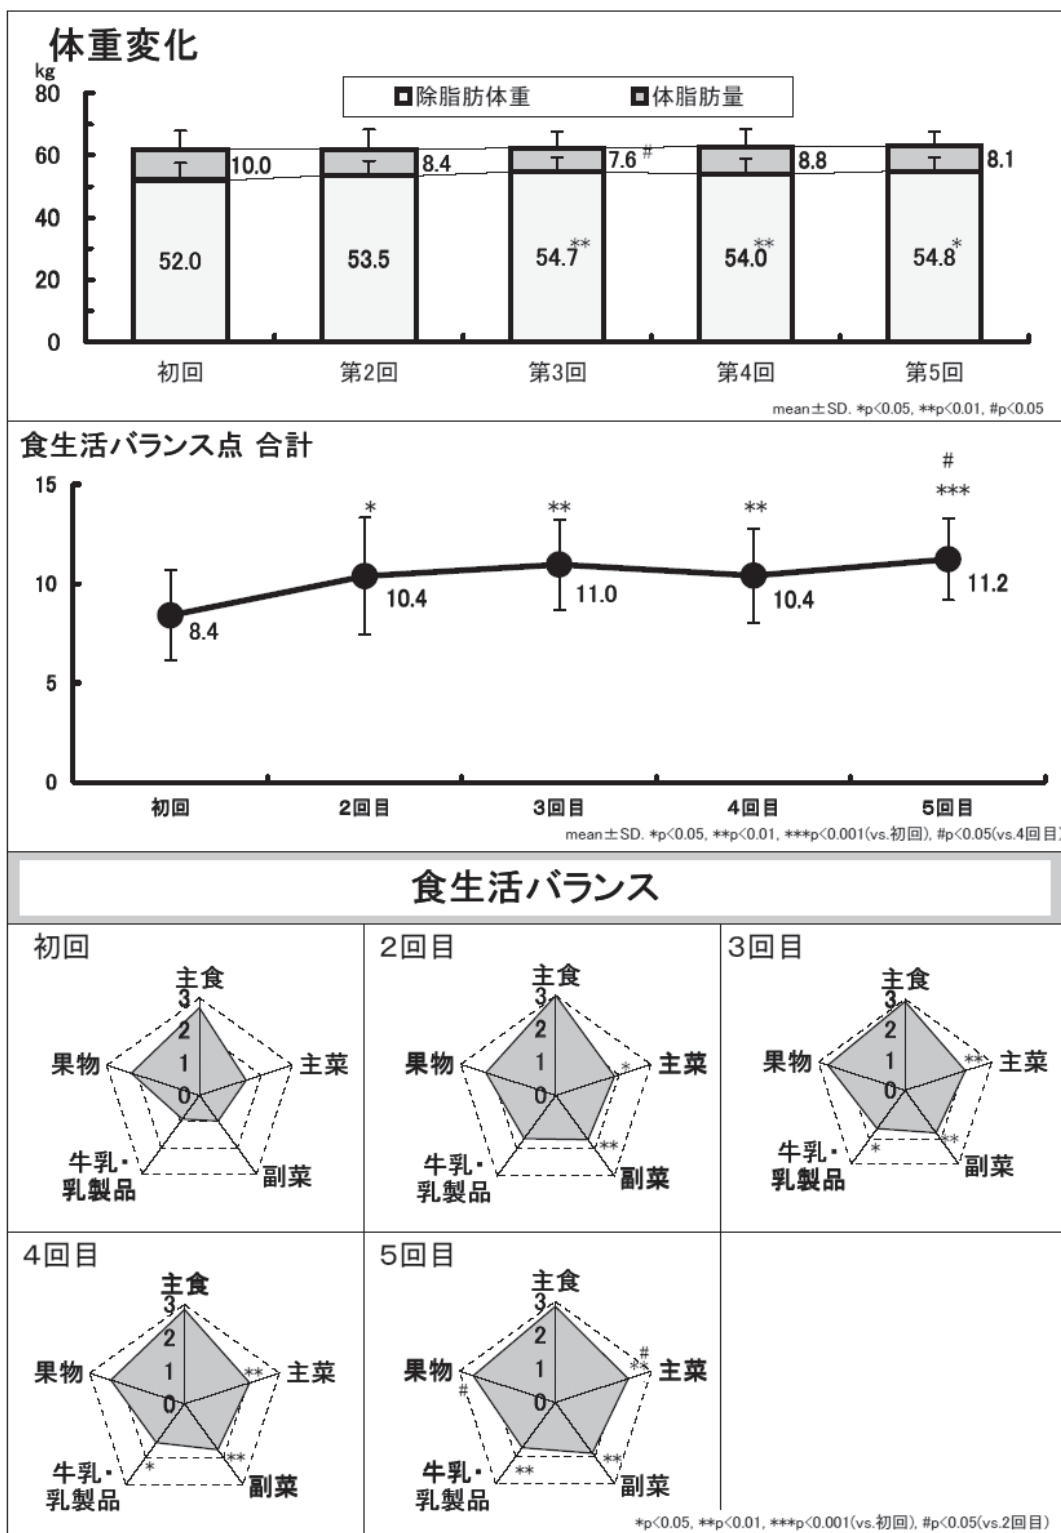 体重変化
kg
80
60
40
20
0
除脂肪体重 体脂肪量
10.0 8.4 7.6 # 8.8 8.1
52.0 53.5 54.7** 54.0** 54.8*
初回 第2回 第3回 第4回 第5回
mean±SD. *p<0.05, **p<0.01, #p<0.05
食生活バランス点 合計
15
10
5
0
* ** ** # ***
8.4 10.4 11.0 10.4 11.2
初回 2回目 3回目 4回目 5回目
mean±SD. *p<0.05, **p<0.01, ***p<0.001(vs.初回), #p<0.05(vs.4回目)
食生活バランス
初回
主食
3
2
1
0
果物 主菜
牛乳・
乳製品
副菜
2回目
主食
3
2
1
0
果物 * 主菜
**
牛乳・
乳製品
副菜
3回目
主食
3
2
1
0
果物 ** 主菜
* **
牛乳・
乳製品
副菜
4回目
主食
3
2
1
0
果物 ** 主菜
* **
牛乳・
乳製品
副菜
5回目
主食
3
2
1
0
#
果物 ** 主菜
#
** **
牛乳・
乳製品
副菜
*p<0.05, **p<0.01, ***p<0.001(vs.初回), #p<0.05(vs.2回目)